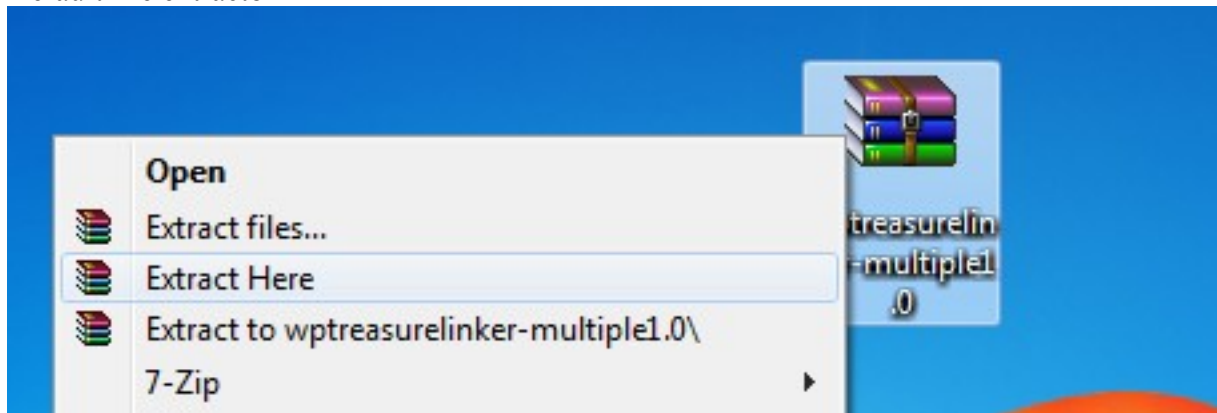 Open
Extract files...
Extract Here
Extract to wptreasurelinker-multiple1.0\
7-Zip
treasurelin
-multiple1
.0